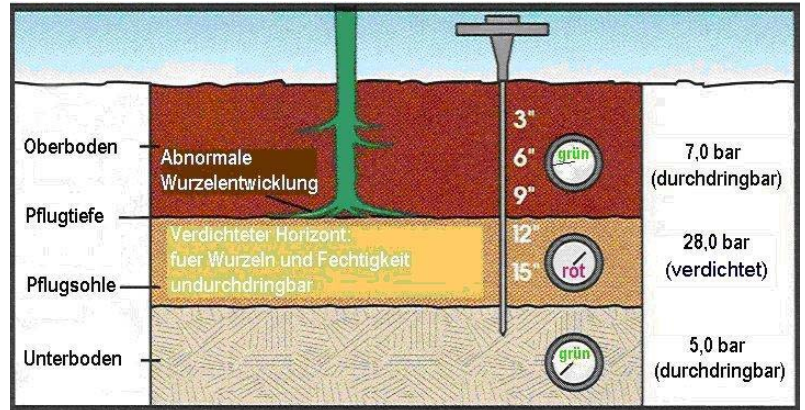 Oberboden
Pflugtiefe
Pflugsohle
Unterboden
Abnormale
Wurzelentwicklung
Verdichteter Horizont:
fuer Wurzeln und Fechtigkeit
undurchdringbar
3"
6"
9"
12"
15"
grün
rot
grün
7,0 bar
(durchdringbar)
28,0 bar
(verdichtet)
5,0 bar
(durchdringbar)